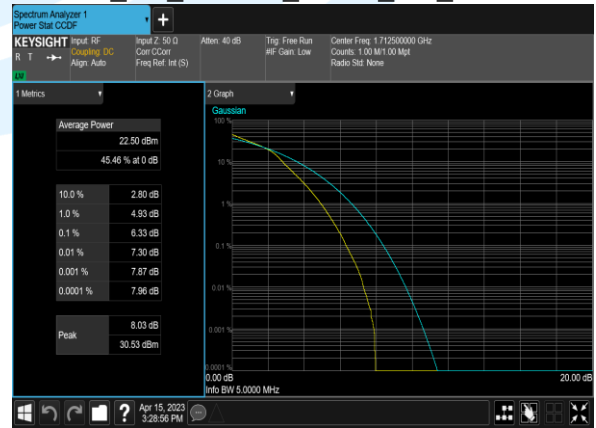 Spectrum Analyzer 1
Power Stat CCDF
+
KEYSIGHT
R T
LV
Input: RF
Coupling: DC
Align: Auto
Input Z: 50 Ω
Corr CCorr
Freq Ref: Int (S)
Atten: 40 dB
Trig: Free Run
#IF Gain: Low
Center Freq: 1.712500000 GHz
Counts: 1.00 M/1.00 Mpt
Radio Std: None
1 Metrics
Average Power
22.50 dBm
45.46 % at 0 dB
10.0 % 2.80 dB
1.0 % 4.93 dB
0.1 % 6.33 dB
0.01 % 7.30 dB
0.001 % 7.87 dB
0.0001 % 7.96 dB
Peak
8.03 dB
30.53 dBm
2 Graph
Gaussian
100 %
10 %
1 %
0.1 %
0.01 %
0.001 %
0.0001 %
0.00 dB 20.00 dB
Info BW 5.0000 MHz
?
Apr 15, 2023
3:28:56 PM